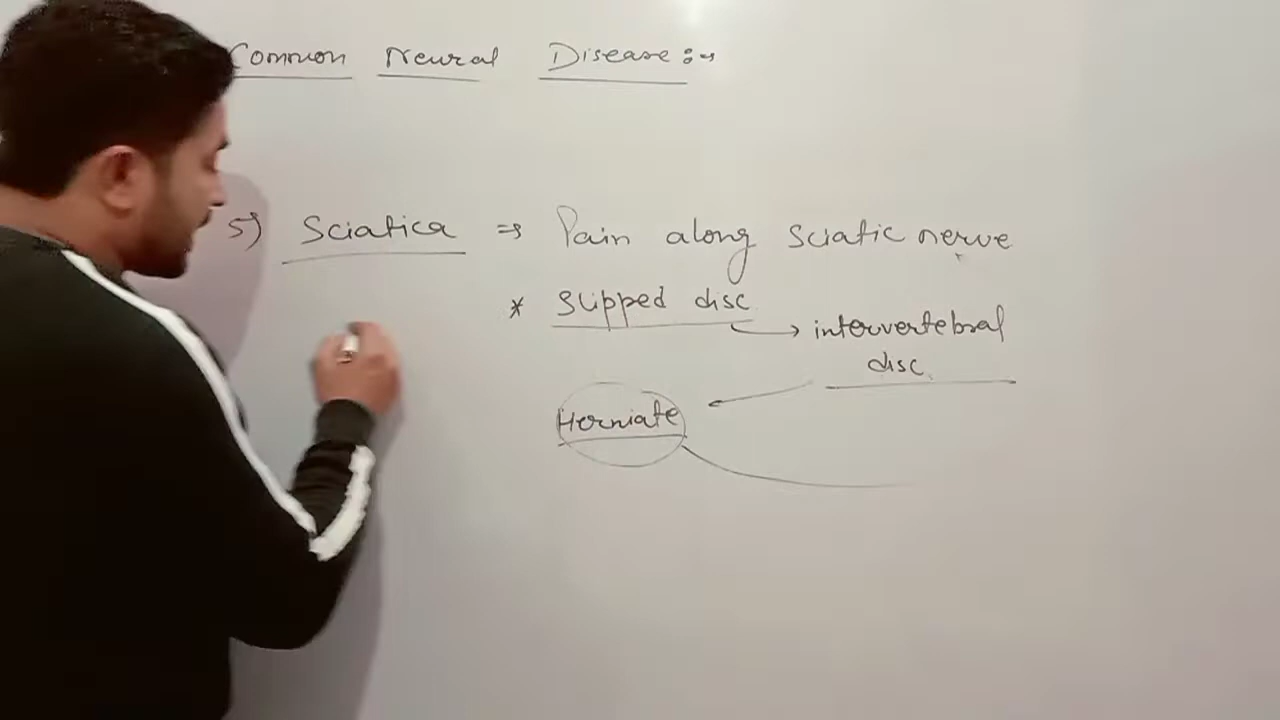 Common Neural Disease :-
5) Sciatica => Pain along sciatic nerve
* Slipped disc
intervertebral
disc.
Herniate